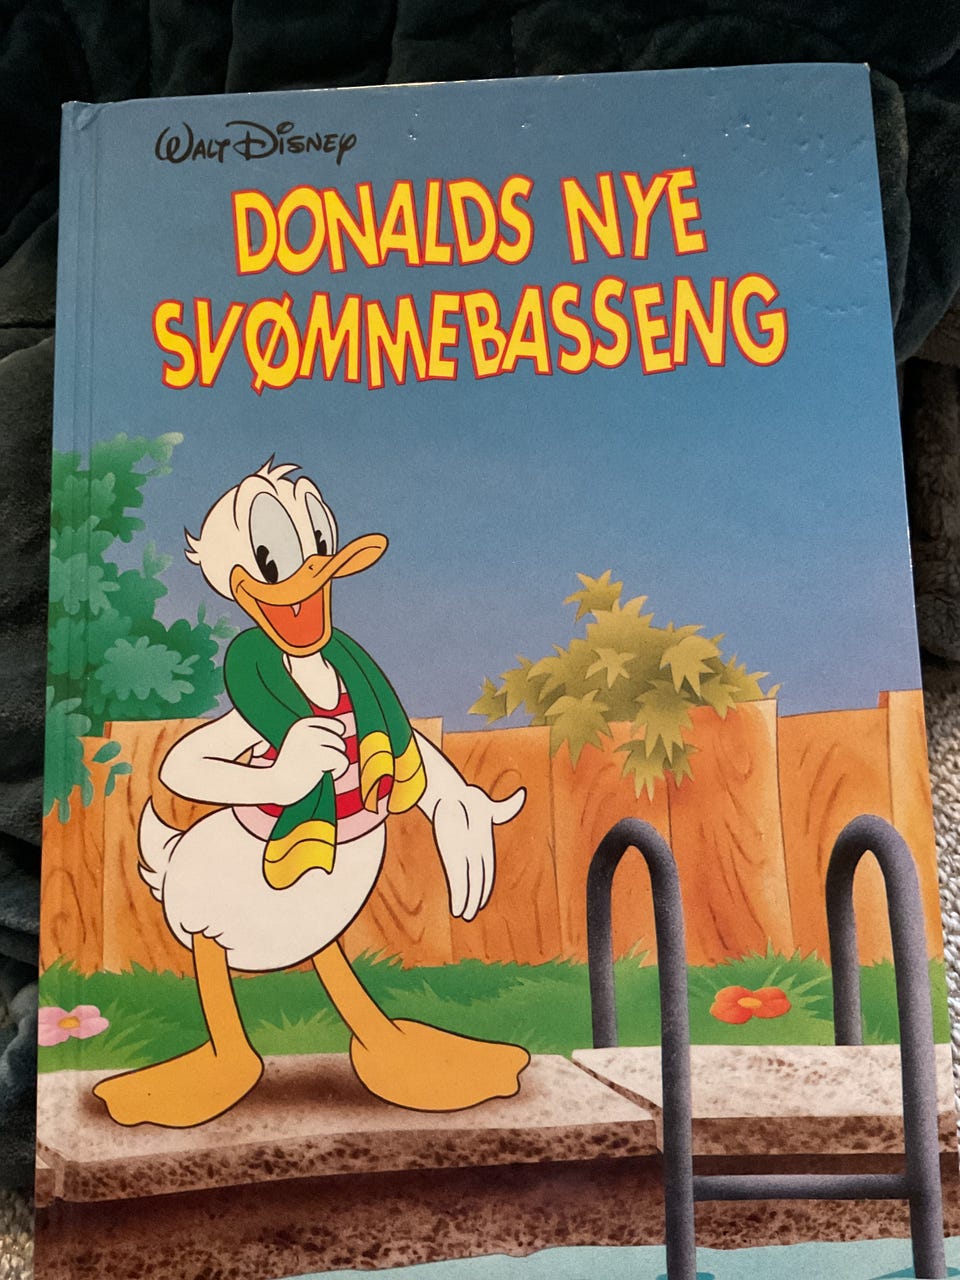 Walt Disney
DONALDS NYE
SVØMMEBASSENG